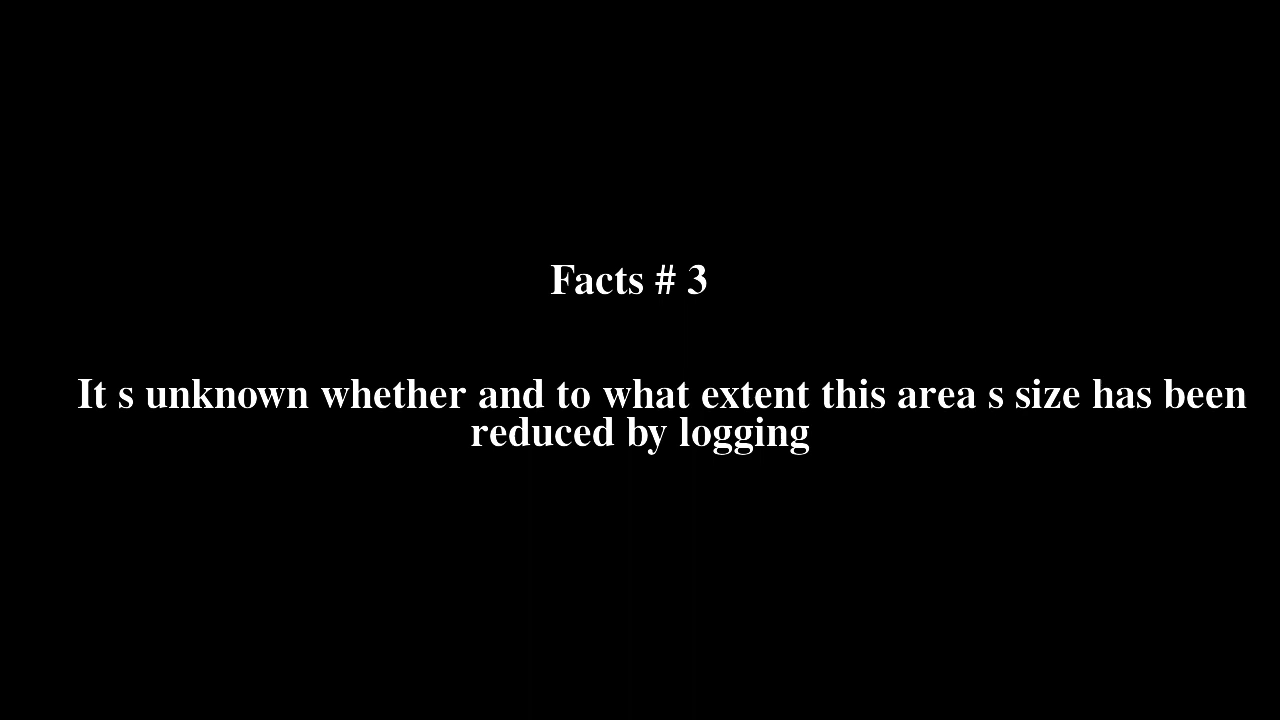 Facts # 3
It s unknown whether and to what extent this area s size has been
reduced by logging